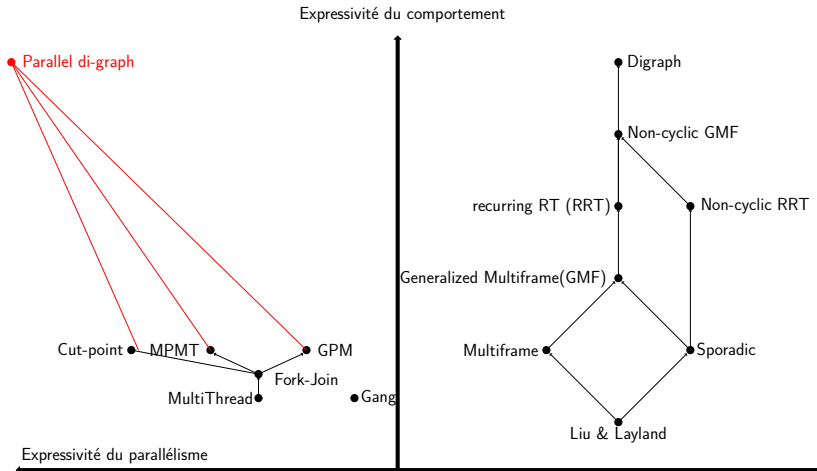 Expressivité du comportement
Parallel di-graph
Digraph
Non-cyclic GMF
recurring RT (RRT)
Non-cyclic RRT
Generalized Multiframe(GMF)
Cut-point
MPMT
GPM
Multiframe
Sporadic
Fork-Join
MultiThread
Gang
Liu & Layland
Expressivité du parallélisme